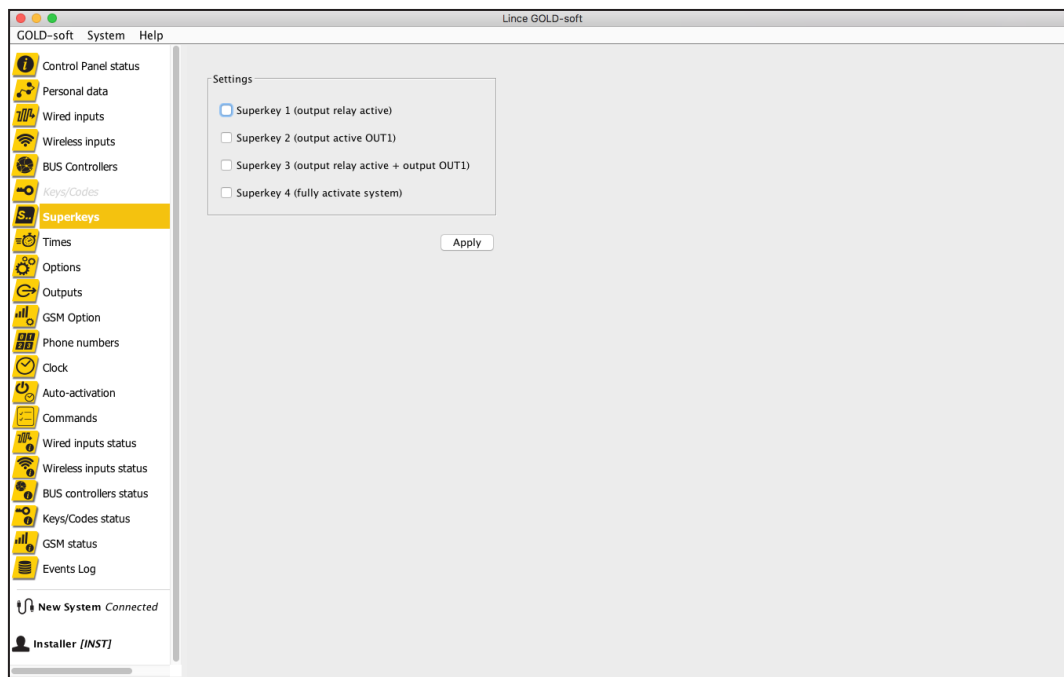 Lince GOLD-soft
GOLD-soft System Help
Control Panel status
Personal data
Wired inputs
Wireless inputs
BUS Controllers
Keys/Codes
S.. Superkeys
Times
Options
Outputs
GSM Option
Phone numbers
Clock
Auto-activation
Commands
Wired inputs status
Wireless inputs status
BUS controllers status
Keys/Codes status
GSM status
Events Log
New System Connected
Installer [INST]
Settings
Superkey 1 (output relay active)
Superkey 2 (output active OUT1)
Superkey 3 (output relay active + output OUT1)
Superkey 4 (fully activate system)
Apply